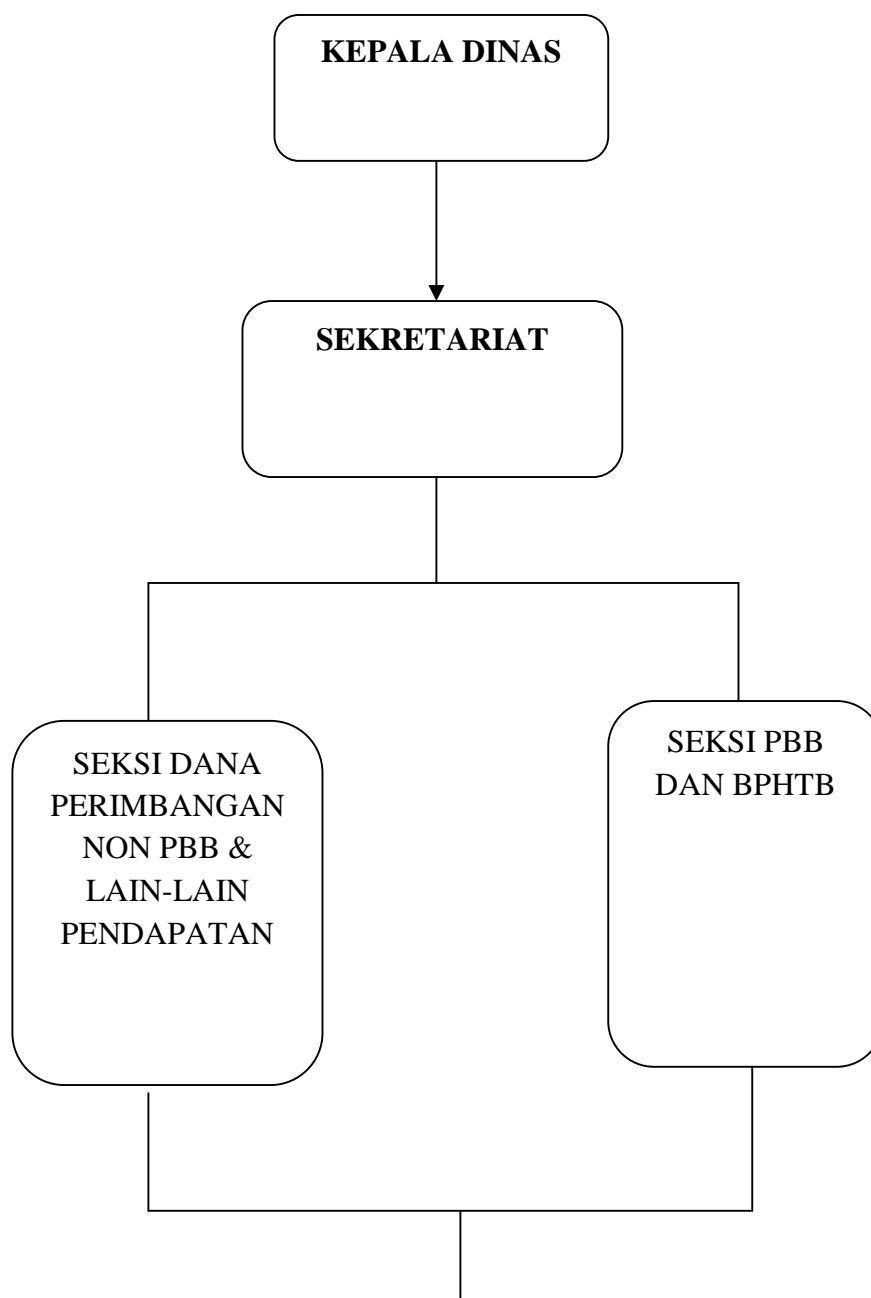 KEPALA DINAS
SEKRETARIAT
SEKSI DANA
PERIMBANGAN
NON PBB &
LAIN-LAIN
PENDAPATAN
SEKSI PBB
DAN BPHTB